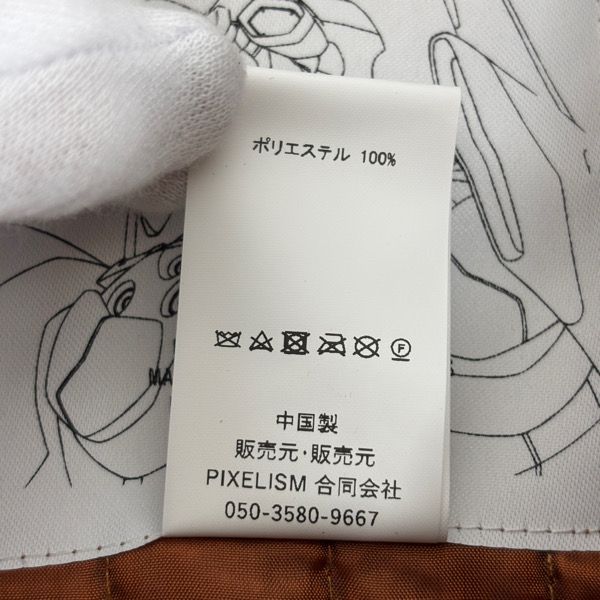 ポリエステル 100%
F
中国製
販売元・販売元
PIXELISM 合同会社
050-3580-9667
MA